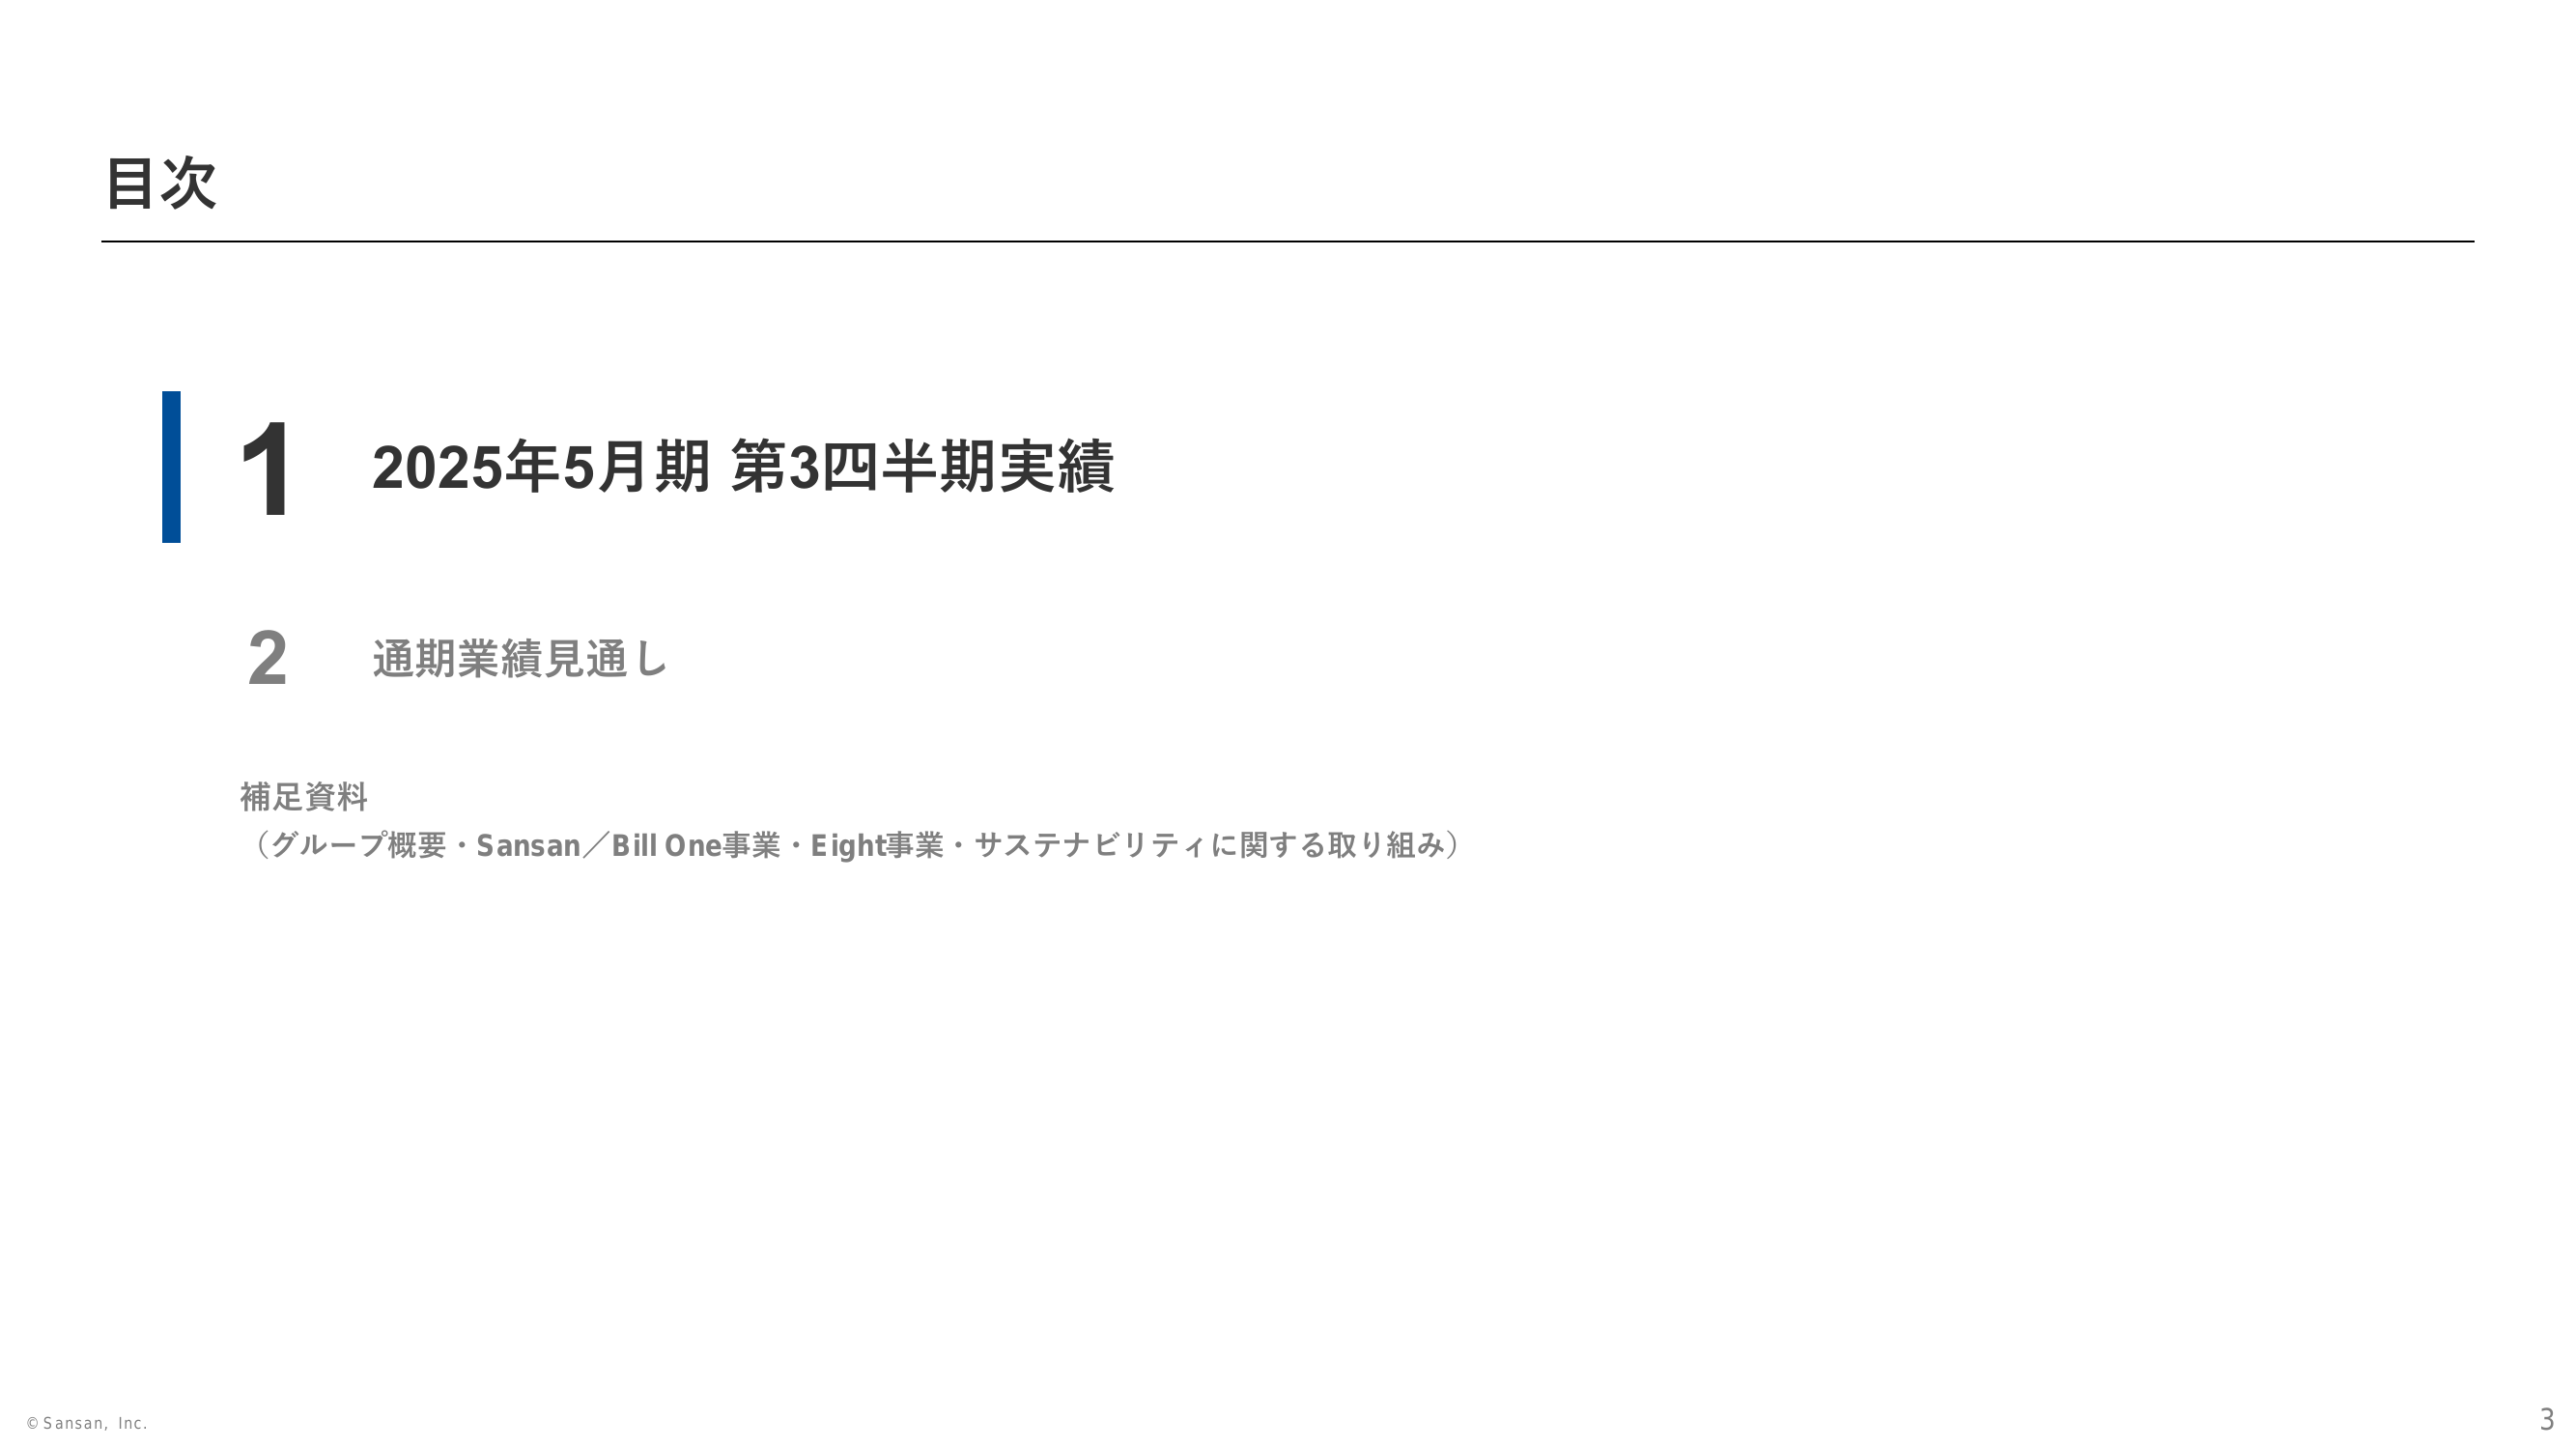 目次
1 2025年5月期 第3四半期実績
2 通期業績見通し
補足資料
（グループ概要・Sansan／Bill One事業・Eight事業・サステナビリティに関する取り組み）
©Sansan, Inc.
3